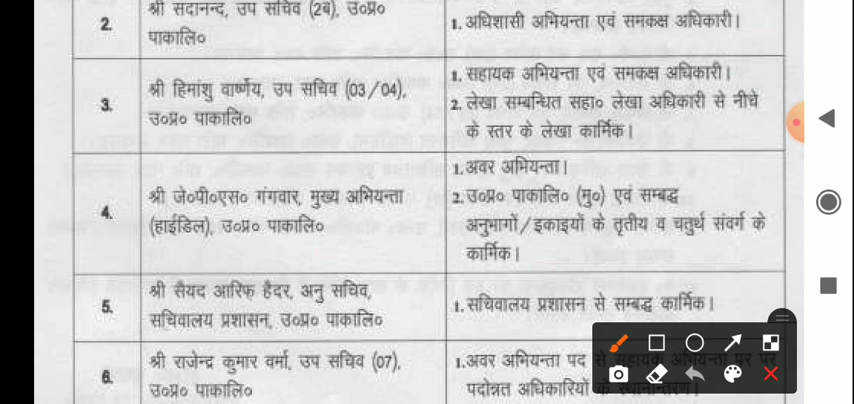 2.
श्री सदानन्द, उप सचिव (2ब), उ०प्र०
पाकालि०
1. अधिशासी अभियन्ता एवं समकक्ष अधिकारी।
3.
श्री हिमांशु वार्ष्णेय, उप सचिव (03/04),
उ०प्र० पाकालि०
1. सहायक अभियन्ता एवं समकक्ष अधिकारी।
2. लेखा सम्बन्धित सहा० लेखा अधिकारी से नीचे
के स्तर के लेखा कार्मिक।
4.
श्री जे०पी०एस० गंगवार, मुख्य अभियन्ता
(हाईडिल), उ०प्र० पाकालि०
1. अवर अभियन्ता।
2. उ०प्र० पाकालि० (मु०) एवं सम्बद्ध
अनुभागों/इकाइयों के तृतीय व चतुर्थ संवर्ग के
कार्मिक।
5.
श्री सैयद आरिफ हैदर, अनु सचिव,
सचिवालय प्रशासन, उ०प्र० पाकालि०
1. सचिवालय प्रशासन से सम्बद्ध कार्मिक।
6.
श्री राजेन्द्र कुमार वर्मा, उप सचिव (07),
उ०प्र० पाकालि०
1. अवर अभियन्ता पद से सहायक अभियन्ता पर पर
पदोन्नत अधिकारियों के स्थानान्तरण।